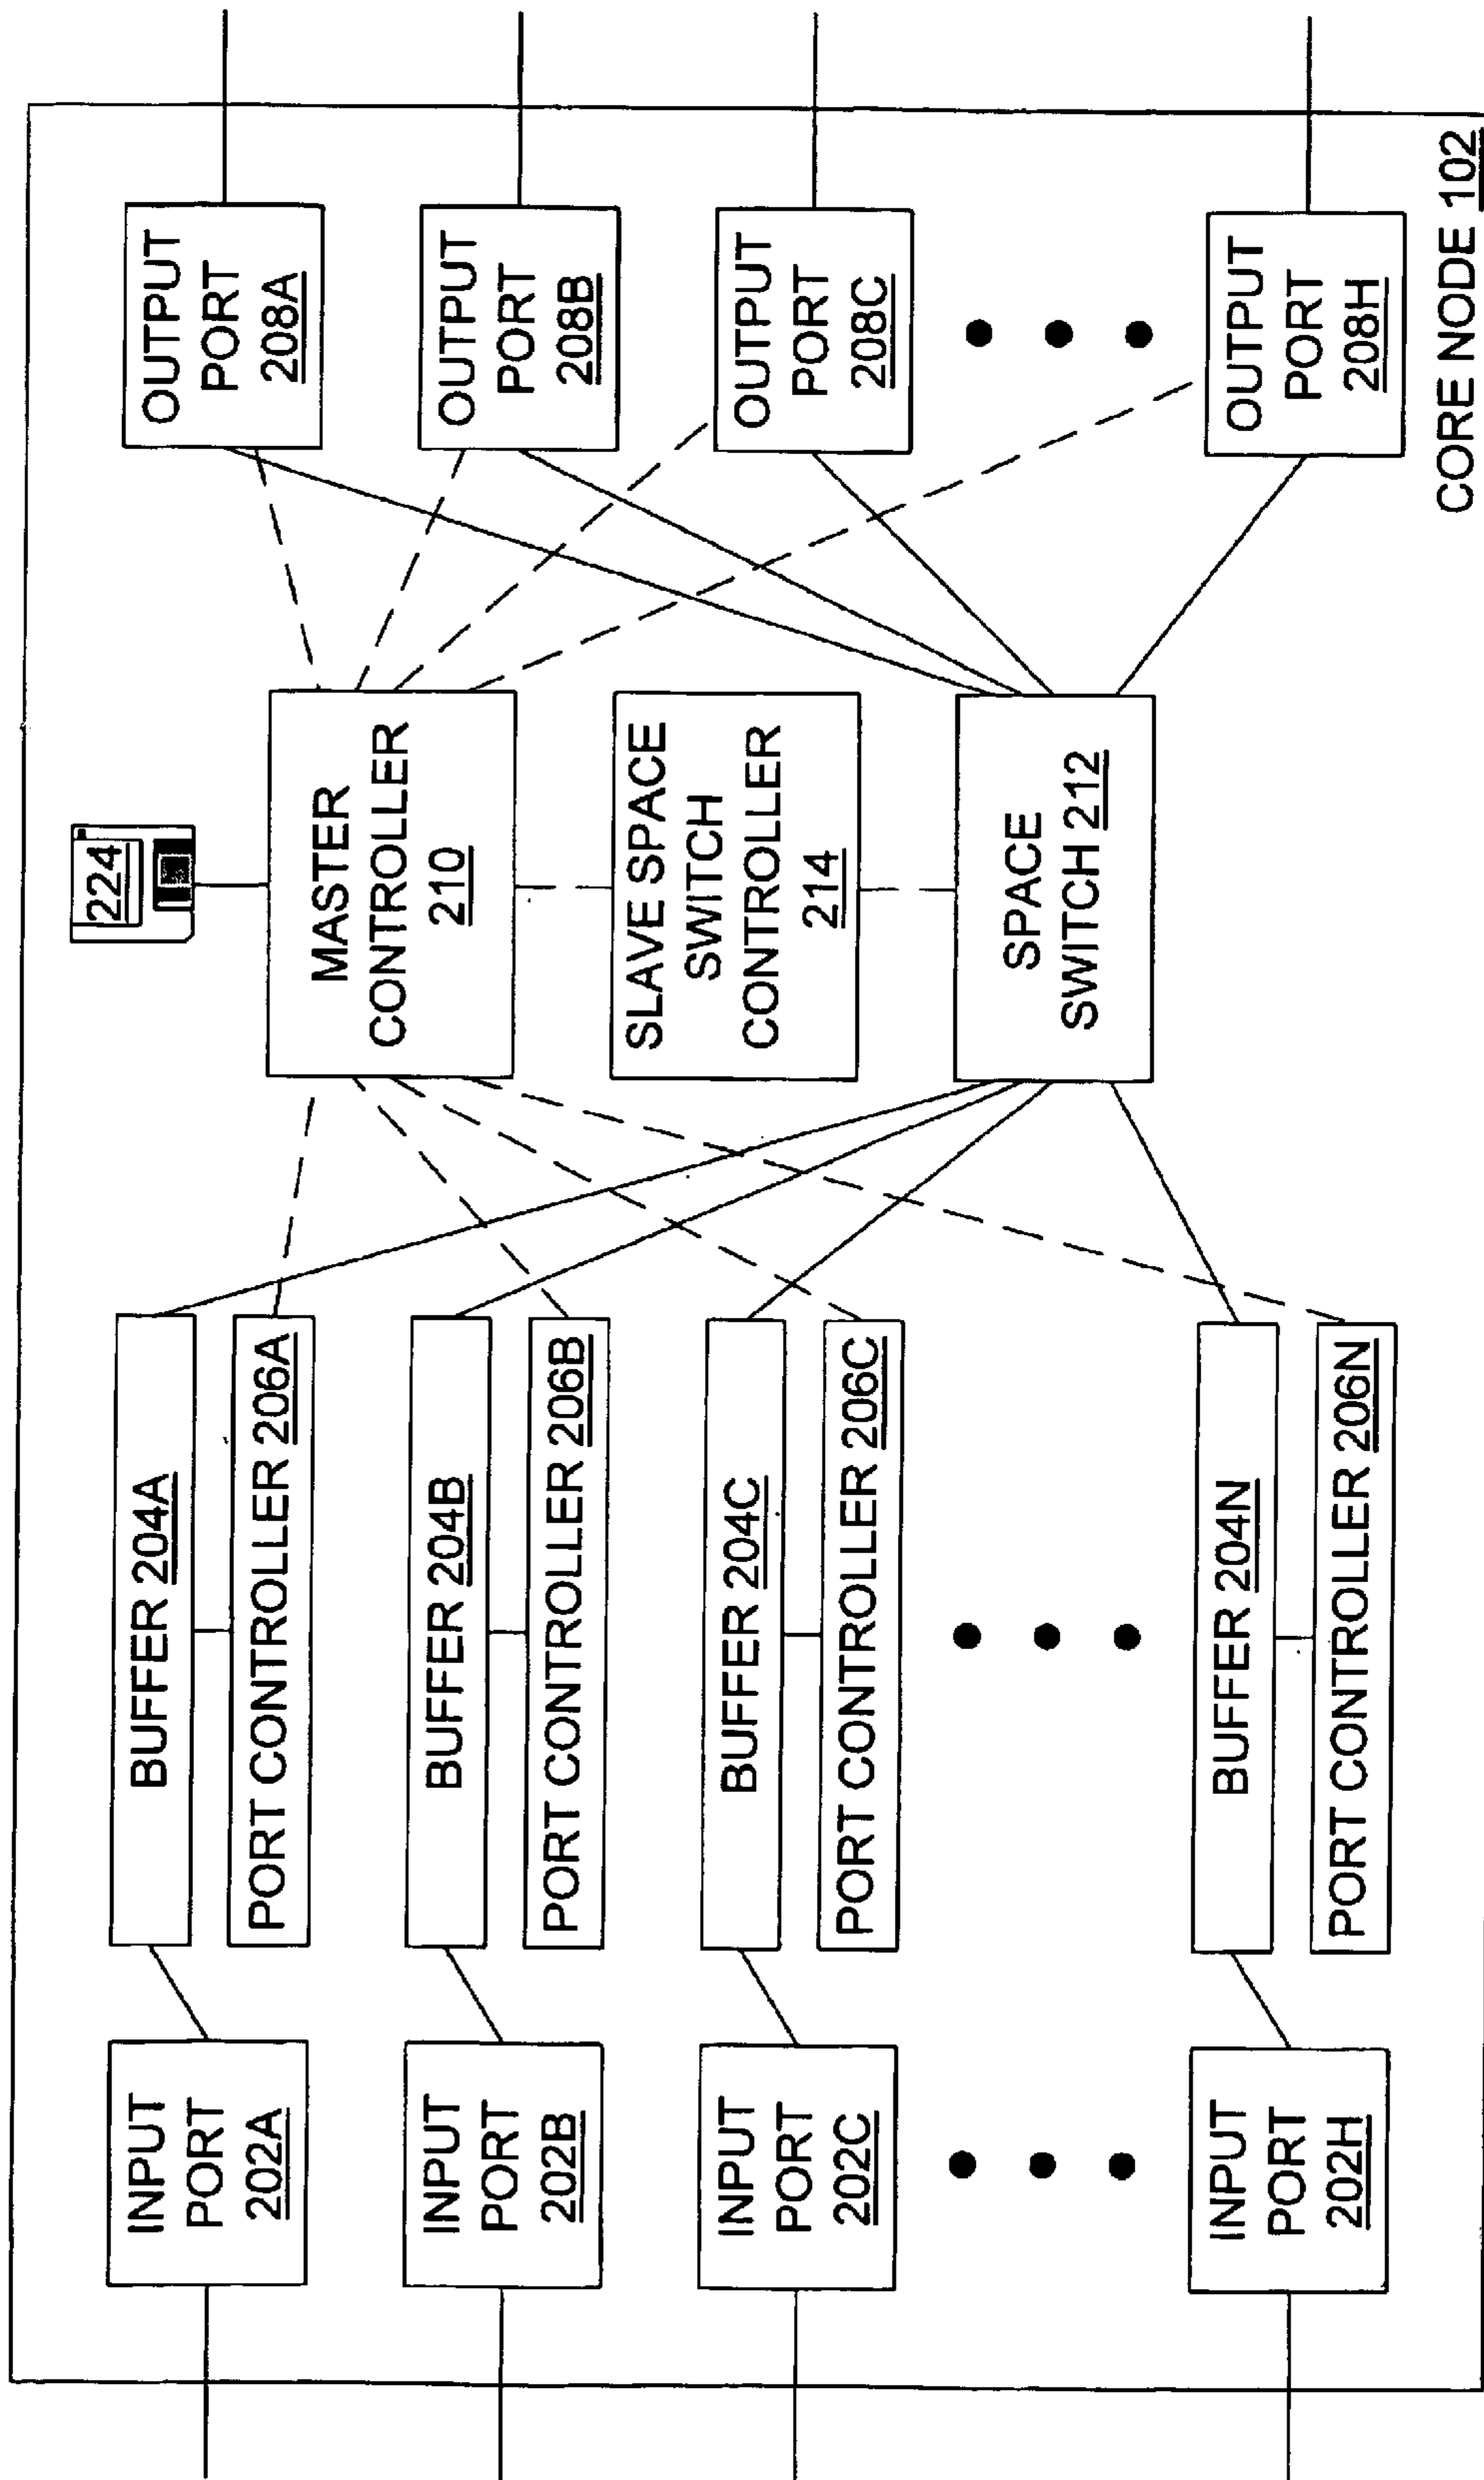 INPUT
PORT
202A
INPUT
PORT
202B
INPUT
PORT
202C
INPUT
PORT
202H
BUFFER 204A
PORT CONTROLLER 206A
BUFFER 204B
PORT CONTROLLER 206B
BUFFER 204C
PORT CONTROLLER 206C
BUFFER 204N
PORT CONTROLLER 206N
224
MASTER
CONTROLLER
210
SLAVE SPACE
SWITCH
CONTROLLER
214
SPACE
SWITCH 212
OUTPUT
PORT
208A
OUTPUT
PORT
208B
OUTPUT
PORT
208C
OUTPUT
PORT
208H
CORE NODE 102